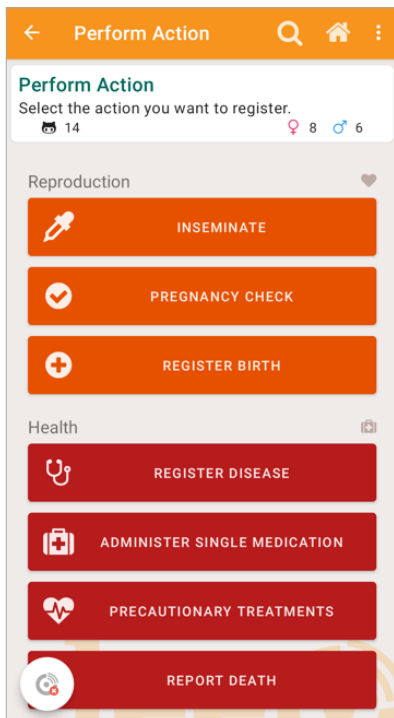 Perform Action
Perform Action
Select the action you want to register.
14 8 6
Reproduction
INSEMINATE
PREGNANCY CHECK
REGISTER BIRTH
Health
REGISTER DISEASE
ADMINISTER SINGLE MEDICATION
PRECAUTIONARY TREATMENTS
REPORT DEATH